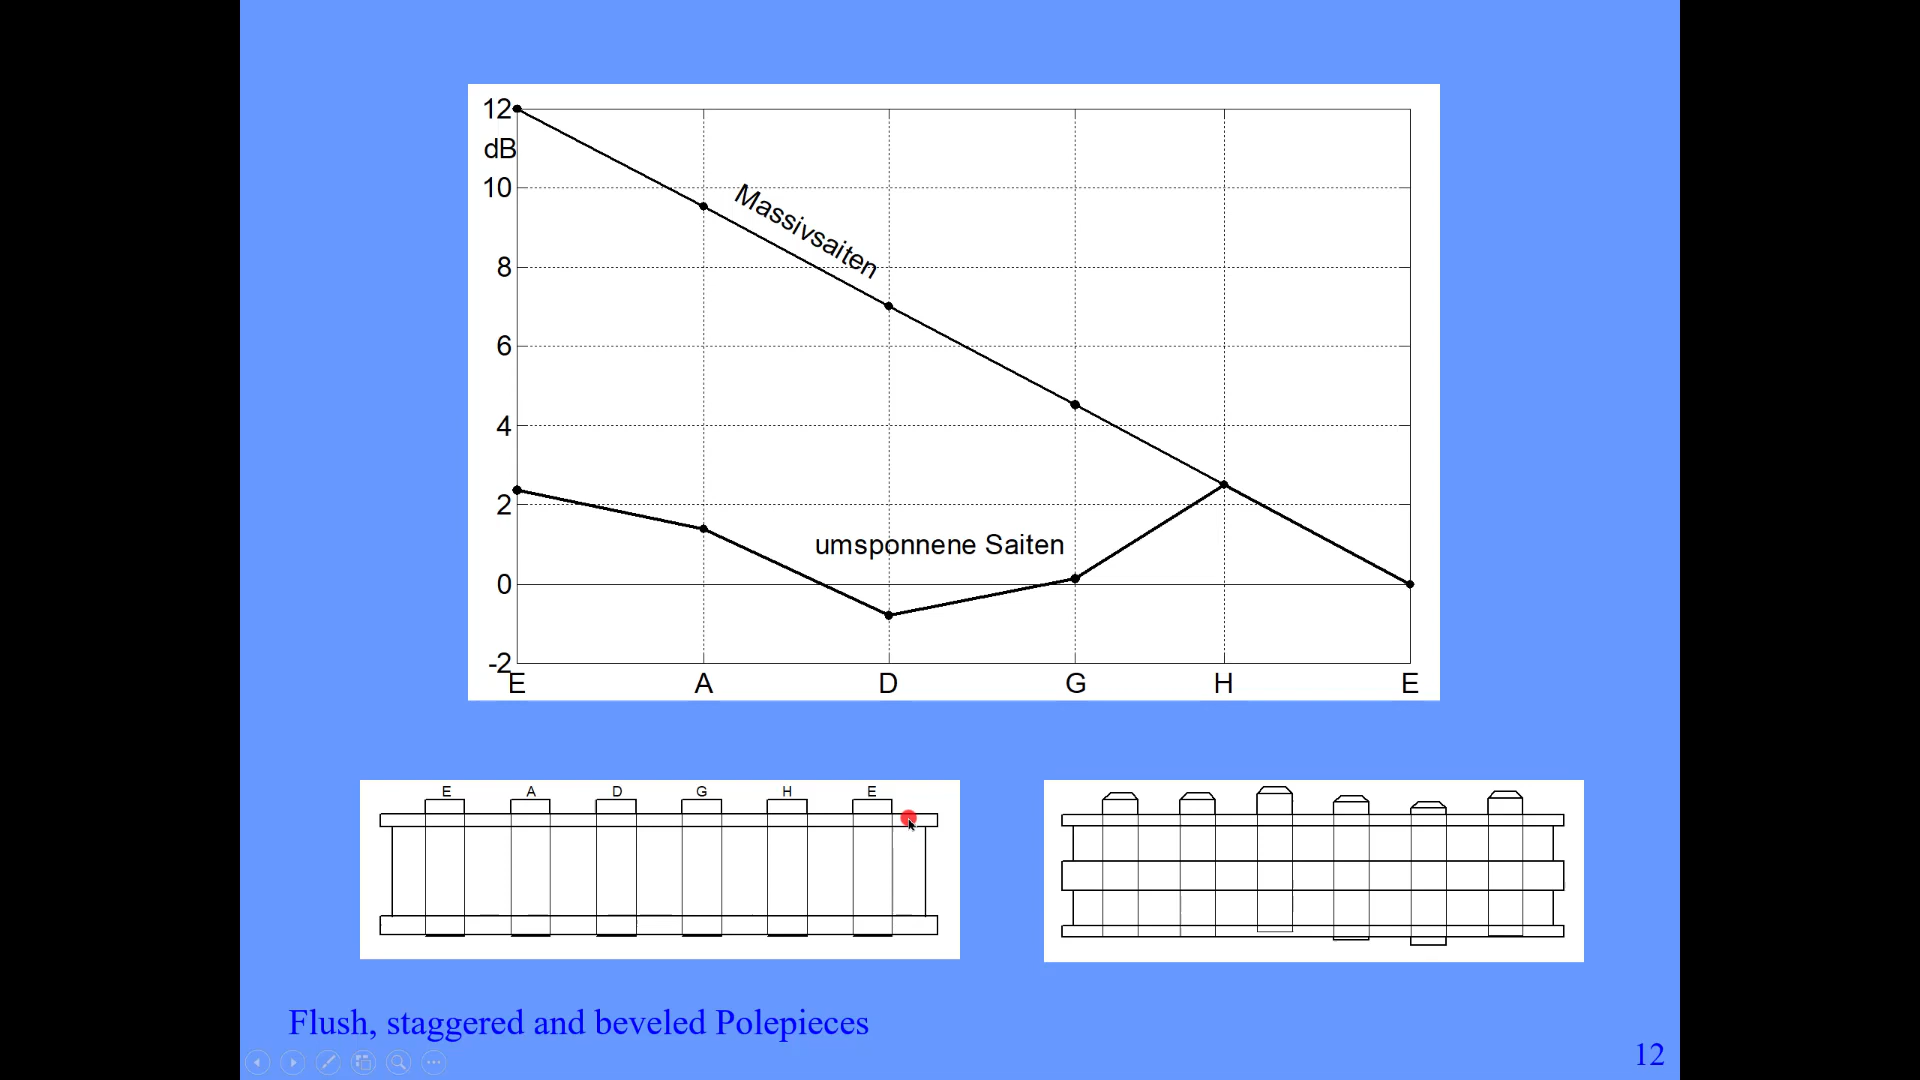 12
dB
10
8
6
4
2
0
-2
Massivsaiten
umsponnene Saiten
E A D G H E
E A D G H E
Flush, staggered and beveled Polepieces
12